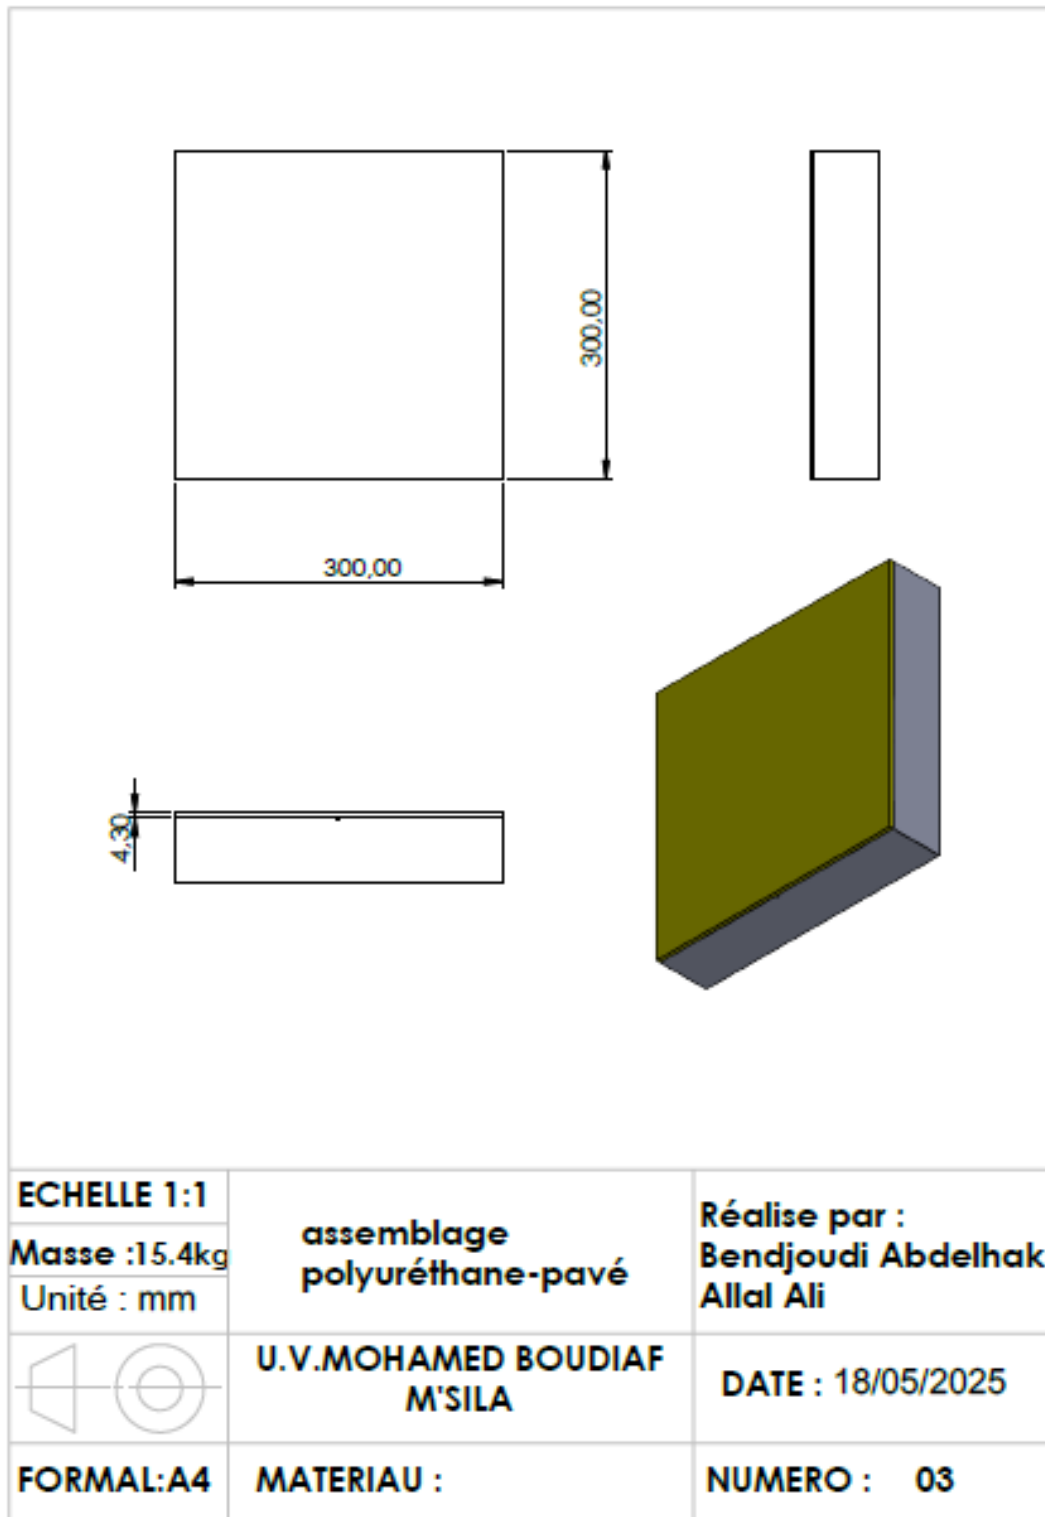 300,00
300,00
4,30
ECHELLE 1:1
Masse :15.4kg
Unité : mm
assemblage
polyuréthane-pavé
Réalise par :
Bendjoudi Abdelhak
Allal Ali
U.V.MOHAMED BOUDIAF
M'SILA
DATE : 18/05/2025
FORMAL:A4
MATERIAU :
NUMERO : 03